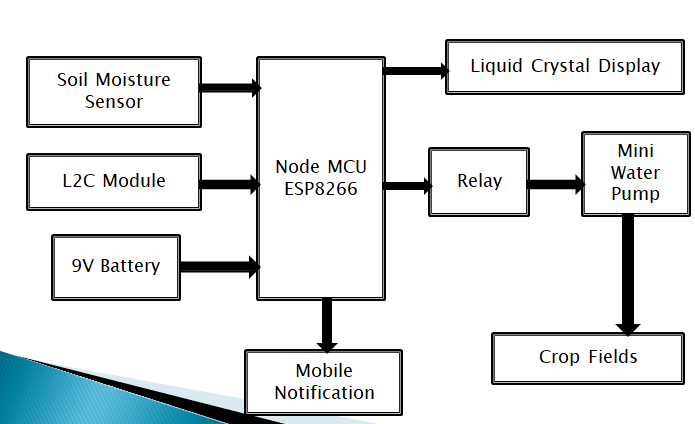 Liquid Crystal Display
Soil Moisture
Sensor
Node MCU
ESP8266
L2C Module
Relay
Mini
Water
Pump
9V Battery
Mobile
Notification
Crop Fields